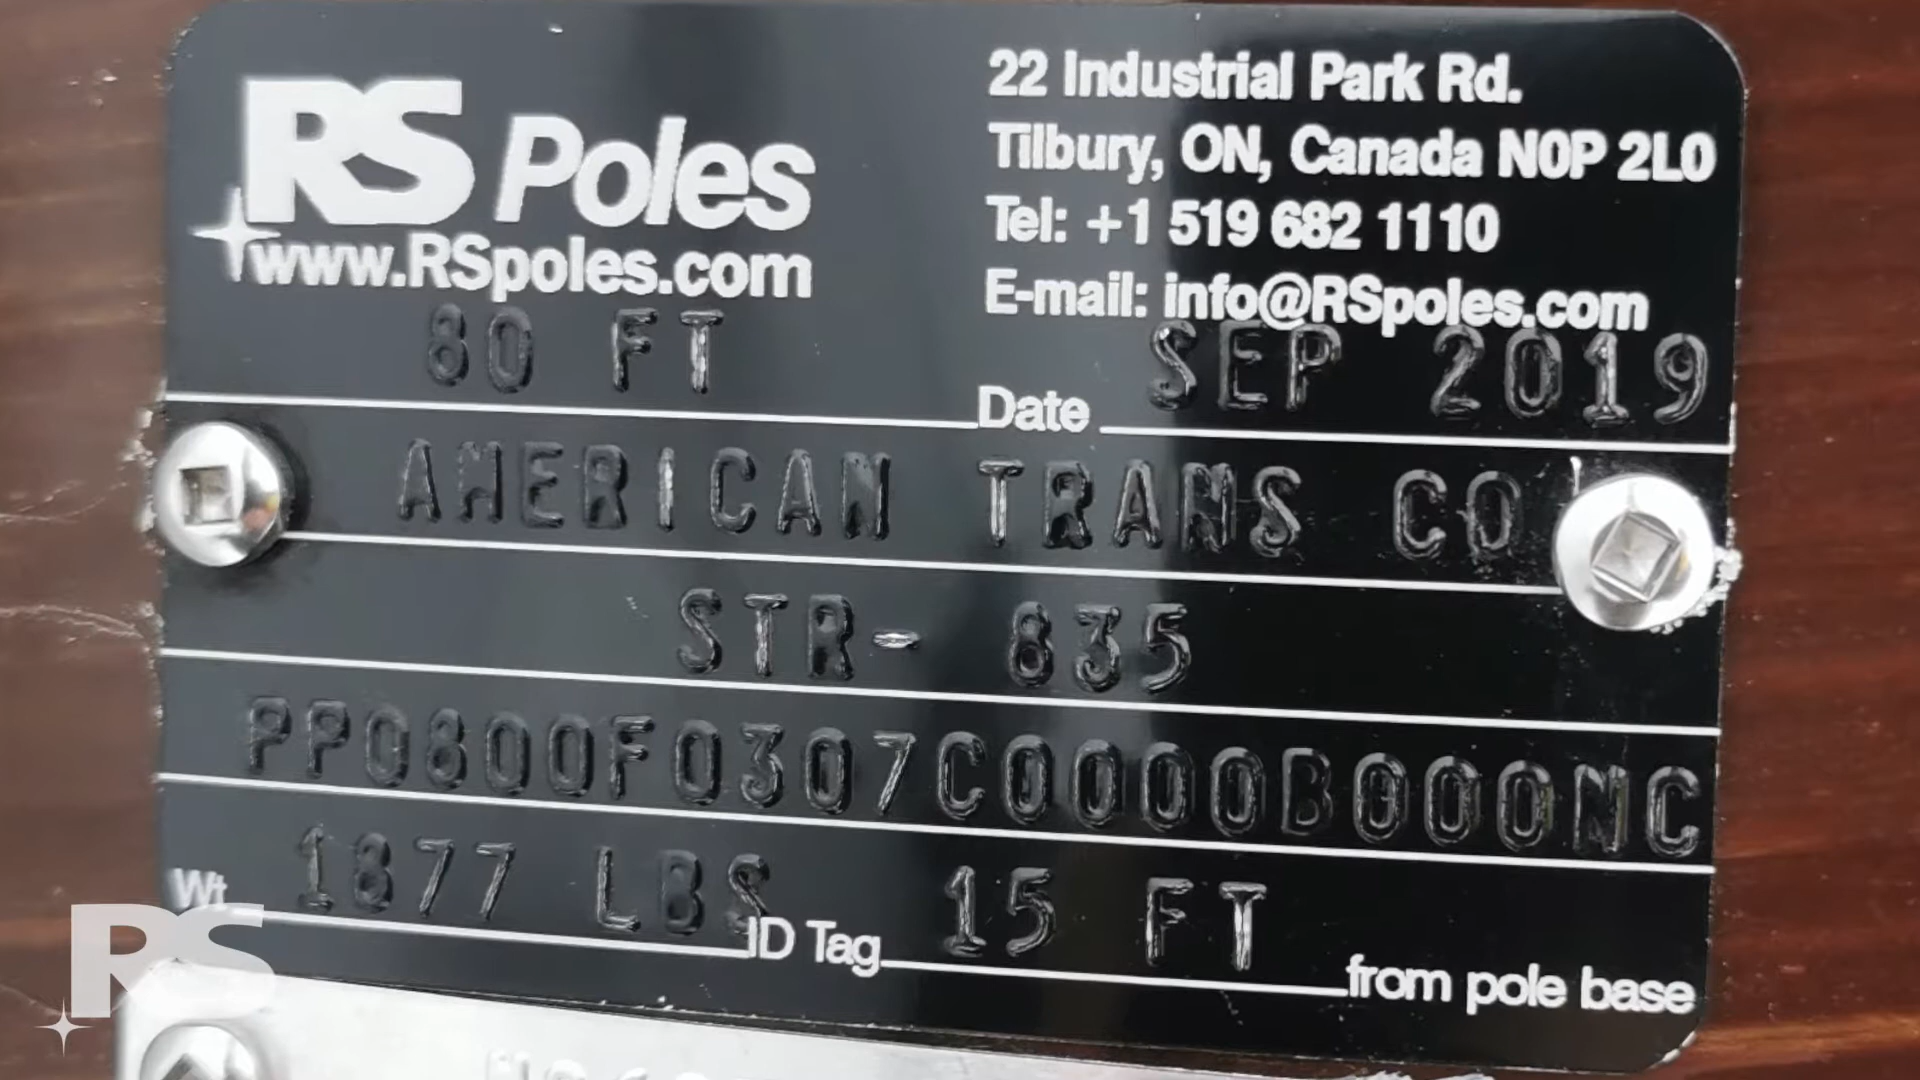 RS Poles
www.RSpoles.com
22 Industrial Park Rd.
Tilbury, ON, Canada N0P 2L0
Tel: +1 519 682 1110
E-mail: info@RSpoles.com
80 FT Date SEP 2019
AMERICAN TRANS CO
STR- 835
PP0800F0307C0000B000NC
Wt 1877 LBS ID Tag 15 FT from pole base
RS